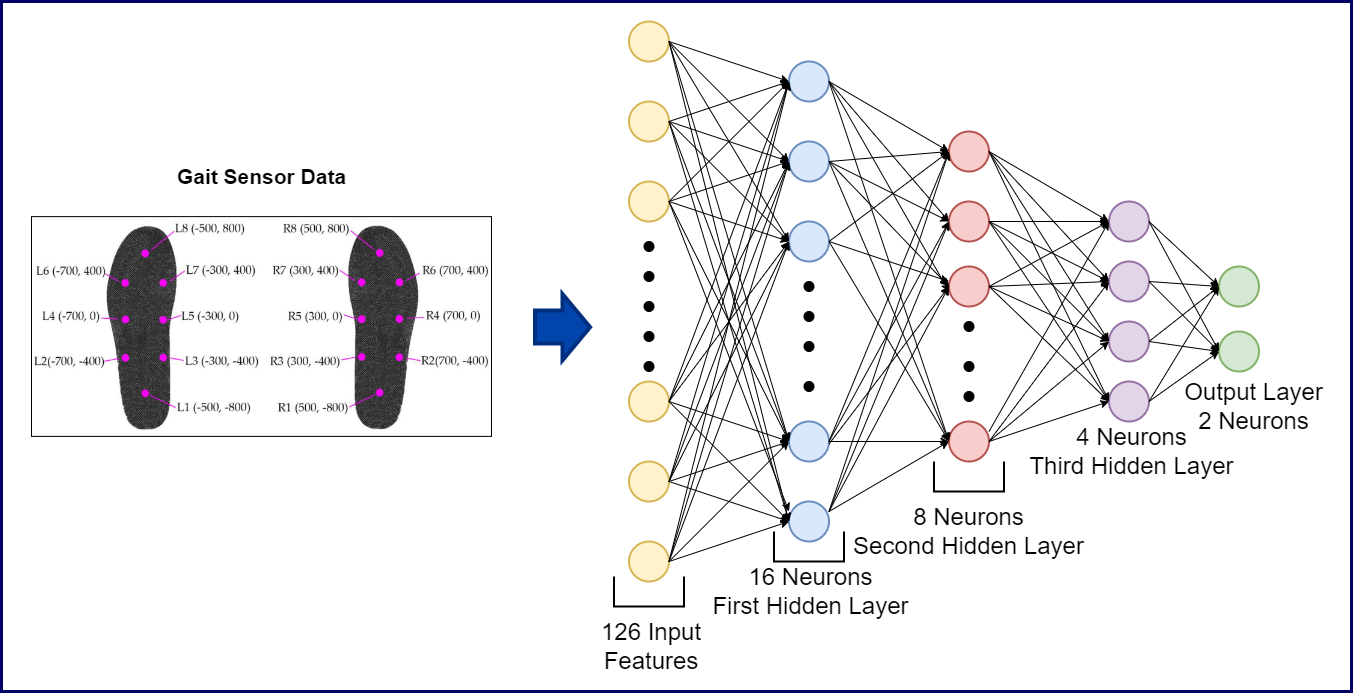 Gait Sensor Data
L8 (-500, 800)
R8 (500, 800)
L6 (-700, 400)
L7 (-300, 400)
R7 (300, 400)
R6 (700, 400)
L4 (-700, 0)
L5 (-300, 0)
R5 (300, 0)
R4 (700, 0)
L2(-700, -400)
L3 (-300, -400)
R3 (300, -400)
R2(700, -400)
L1 (-500, -800)
R1 (500, -800)
126 Input
Features
16 Neurons
First Hidden Layer
8 Neurons
Second Hidden Layer
4 Neurons
Third Hidden Layer
Output Layer
2 Neurons